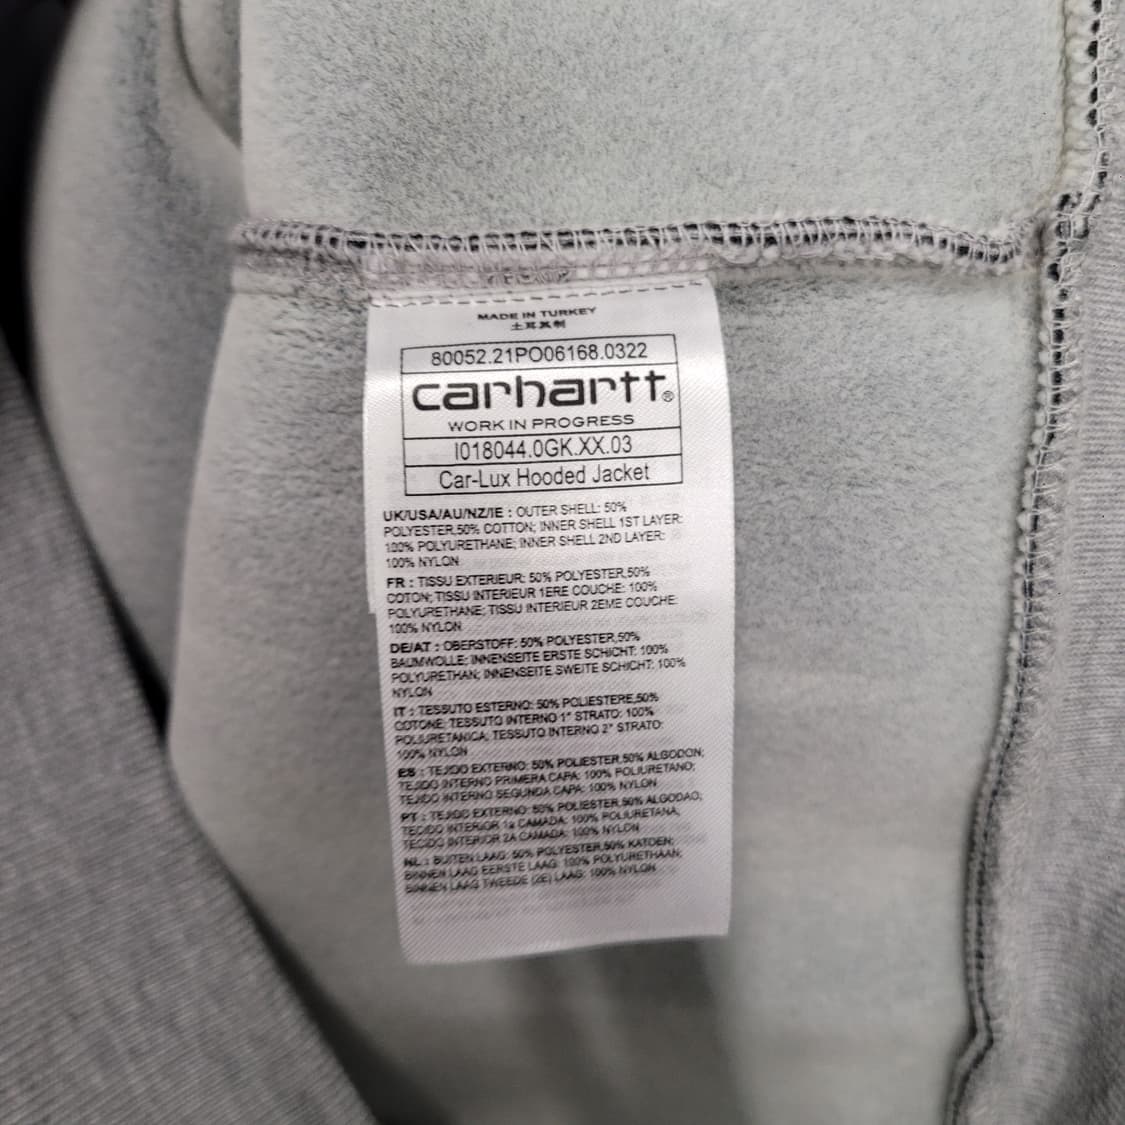 MADE IN TURKEY
土耳其制
80052.21PO06168.0322
carhartt®
WORK IN PROGRESS
I018044.0GK.XX.03
Car-Lux Hooded Jacket
UK/USA/AU/NZ/IE : OUTER SHELL: 50%
POLYESTER,50% COTTON; INNER SHELL 1ST LAYER:
100% POLYURETHANE; INNER SHELL 2ND LAYER:
100% NYLON
FR : TISSU EXTERIEUR: 50% POLYESTER,50%
COTON; TISSU INTERIEUR 1ERE COUCHE: 100%
POLYURETHANE; TISSU INTERIEUR 2EME COUCHE:
100% NYLON
DE/AT : OBERSTOFF: 50% POLYESTER,50%
BAUMWOLLE; INNENSEITE ERSTE SCHICHT: 100%
POLYURETHAN; INNENSEITE SWEITE SCHICHT: 100%
NYLON
IT : TESSUTO ESTERNO: 50% POLIESTERE,50%
COTONE; TESSUTO INTERNO 1° STRATO: 100%
POLIURETANICA; TESSUTO INTERNO 2° STRATO:
100% NYLON
ES : TEJIDO EXTERNO: 50% POLIESTER,50% ALGODON;
TEJIDO INTERNO PRIMERA CAPA: 100% POLIURETANO;
TEJIDO INTERNO SEGUNDA CAPA: 100% NYLON
PT : TEJIDO EXTERNO: 50% POLIESTER,50% ALGODAO;
TECIDO INTERIOR 1a CAMADA: 100% POLIURETANA;
TECIDO INTERIOR 2A CAMADA: 100% NYLON
NL : BUITEN LAAG: 50% POLYESTER,50% KATOEN;
BINNEN LAAG EERSTE LAAG: 100% POLYURETHAAN;
BINNEN LAAG TWEEDE (2E) LAAG: 100% NYLON